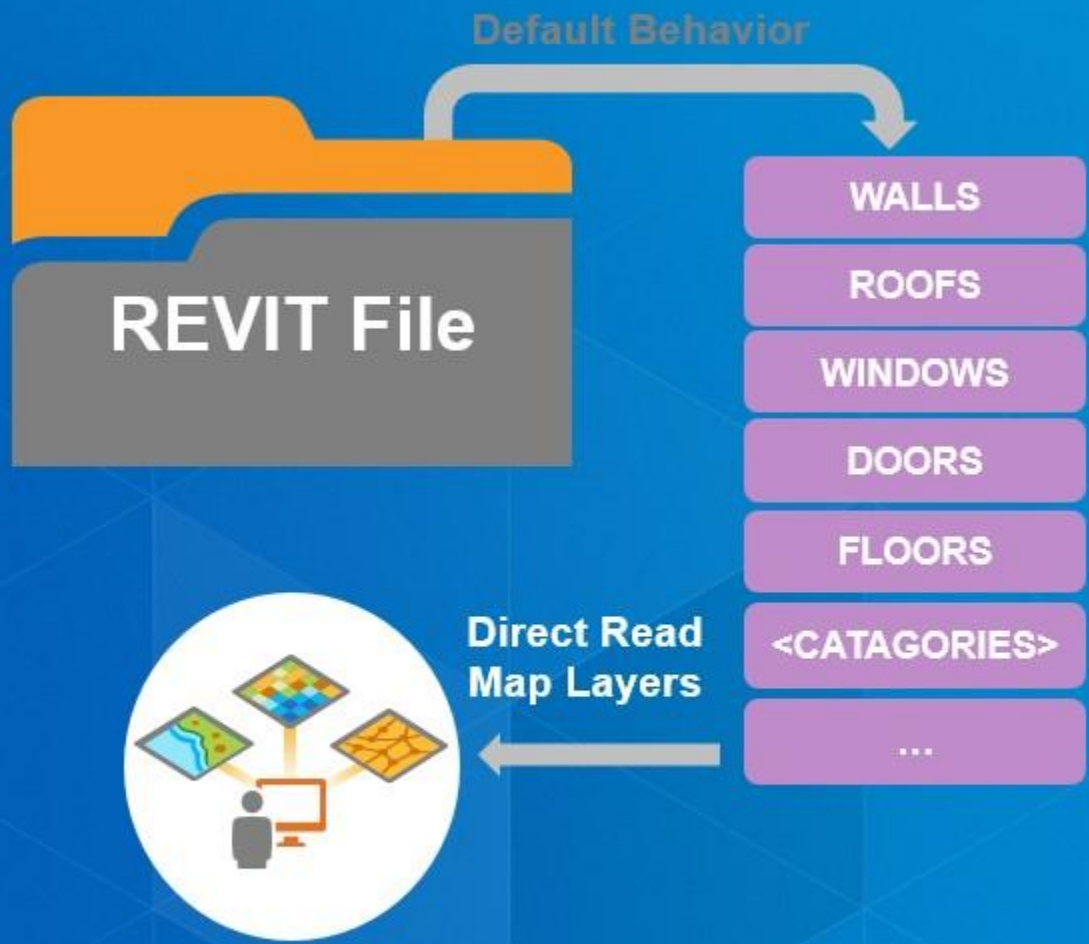 Default Behavior
REVIT File
WALLS
ROOFS
WINDOWS
DOORS
FLOORS
<CATAGORIES>
...
Direct Read
Map Layers